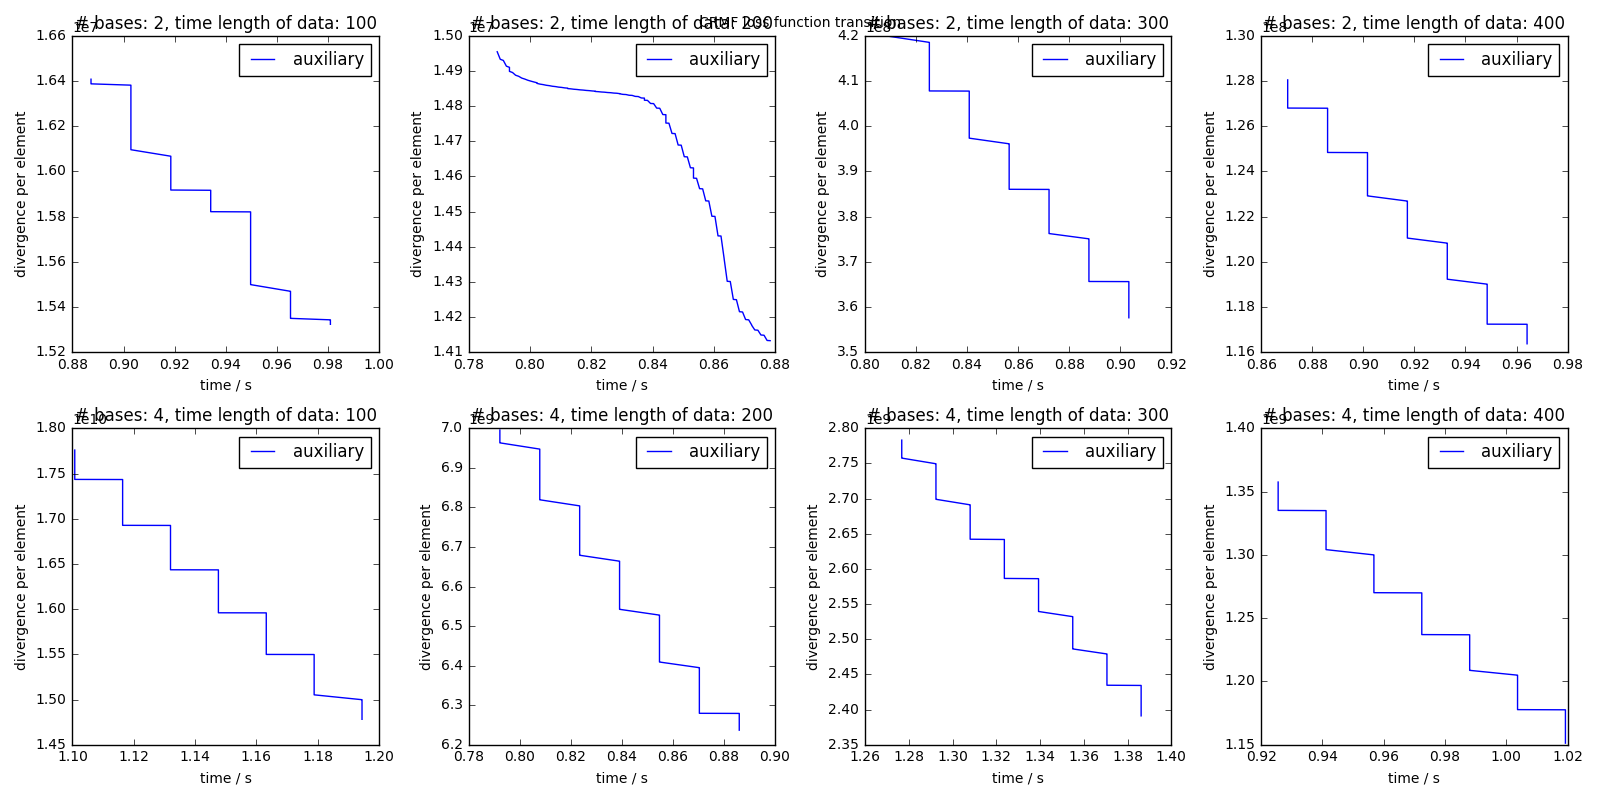 CRMF loss function transition
# bases: 2, time length of data: 100
1e7
auxiliary
divergence per element
1.66
1.64
1.62
1.60
1.58
1.56
1.54
1.52
0.88 0.90 0.92 0.94 0.96 0.98 1.00
time / s
# bases: 2, time length of data: 200
1e7
auxiliary
divergence per element
1.50
1.49
1.48
1.47
1.46
1.45
1.44
1.43
1.42
1.41
0.78 0.80 0.82 0.84 0.86 0.88
time / s
# bases: 2, time length of data: 300
1e8
auxiliary
divergence per element
4.2
4.1
4.0
3.9
3.8
3.7
3.6
3.5
0.80 0.82 0.84 0.86 0.88 0.90 0.92
time / s
# bases: 2, time length of data: 400
1e8
auxiliary
divergence per element
1.30
1.28
1.26
1.24
1.22
1.20
1.18
1.16
0.86 0.88 0.90 0.92 0.94 0.96 0.98
time / s
# bases: 4, time length of data: 100
1e10
auxiliary
divergence per element
1.80
1.75
1.70
1.65
1.60
1.55
1.50
1.45
1.10 1.12 1.14 1.16 1.18 1.20
time / s
# bases: 4, time length of data: 200
1e9
auxiliary
divergence per element
7.0
6.9
6.8
6.7
6.6
6.5
6.4
6.3
6.2
0.78 0.80 0.82 0.84 0.86 0.88 0.90
time / s
# bases: 4, time length of data: 300
1e9
auxiliary
divergence per element
2.80
2.75
2.70
2.65
2.60
2.55
2.50
2.45
2.40
2.35
1.26 1.28 1.30 1.32 1.34 1.36 1.38 1.40
time / s
# bases: 4, time length of data: 400
1e9
auxiliary
divergence per element
1.40
1.35
1.30
1.25
1.20
1.15
0.92 0.94 0.96 0.98 1.00 1.02
time / s